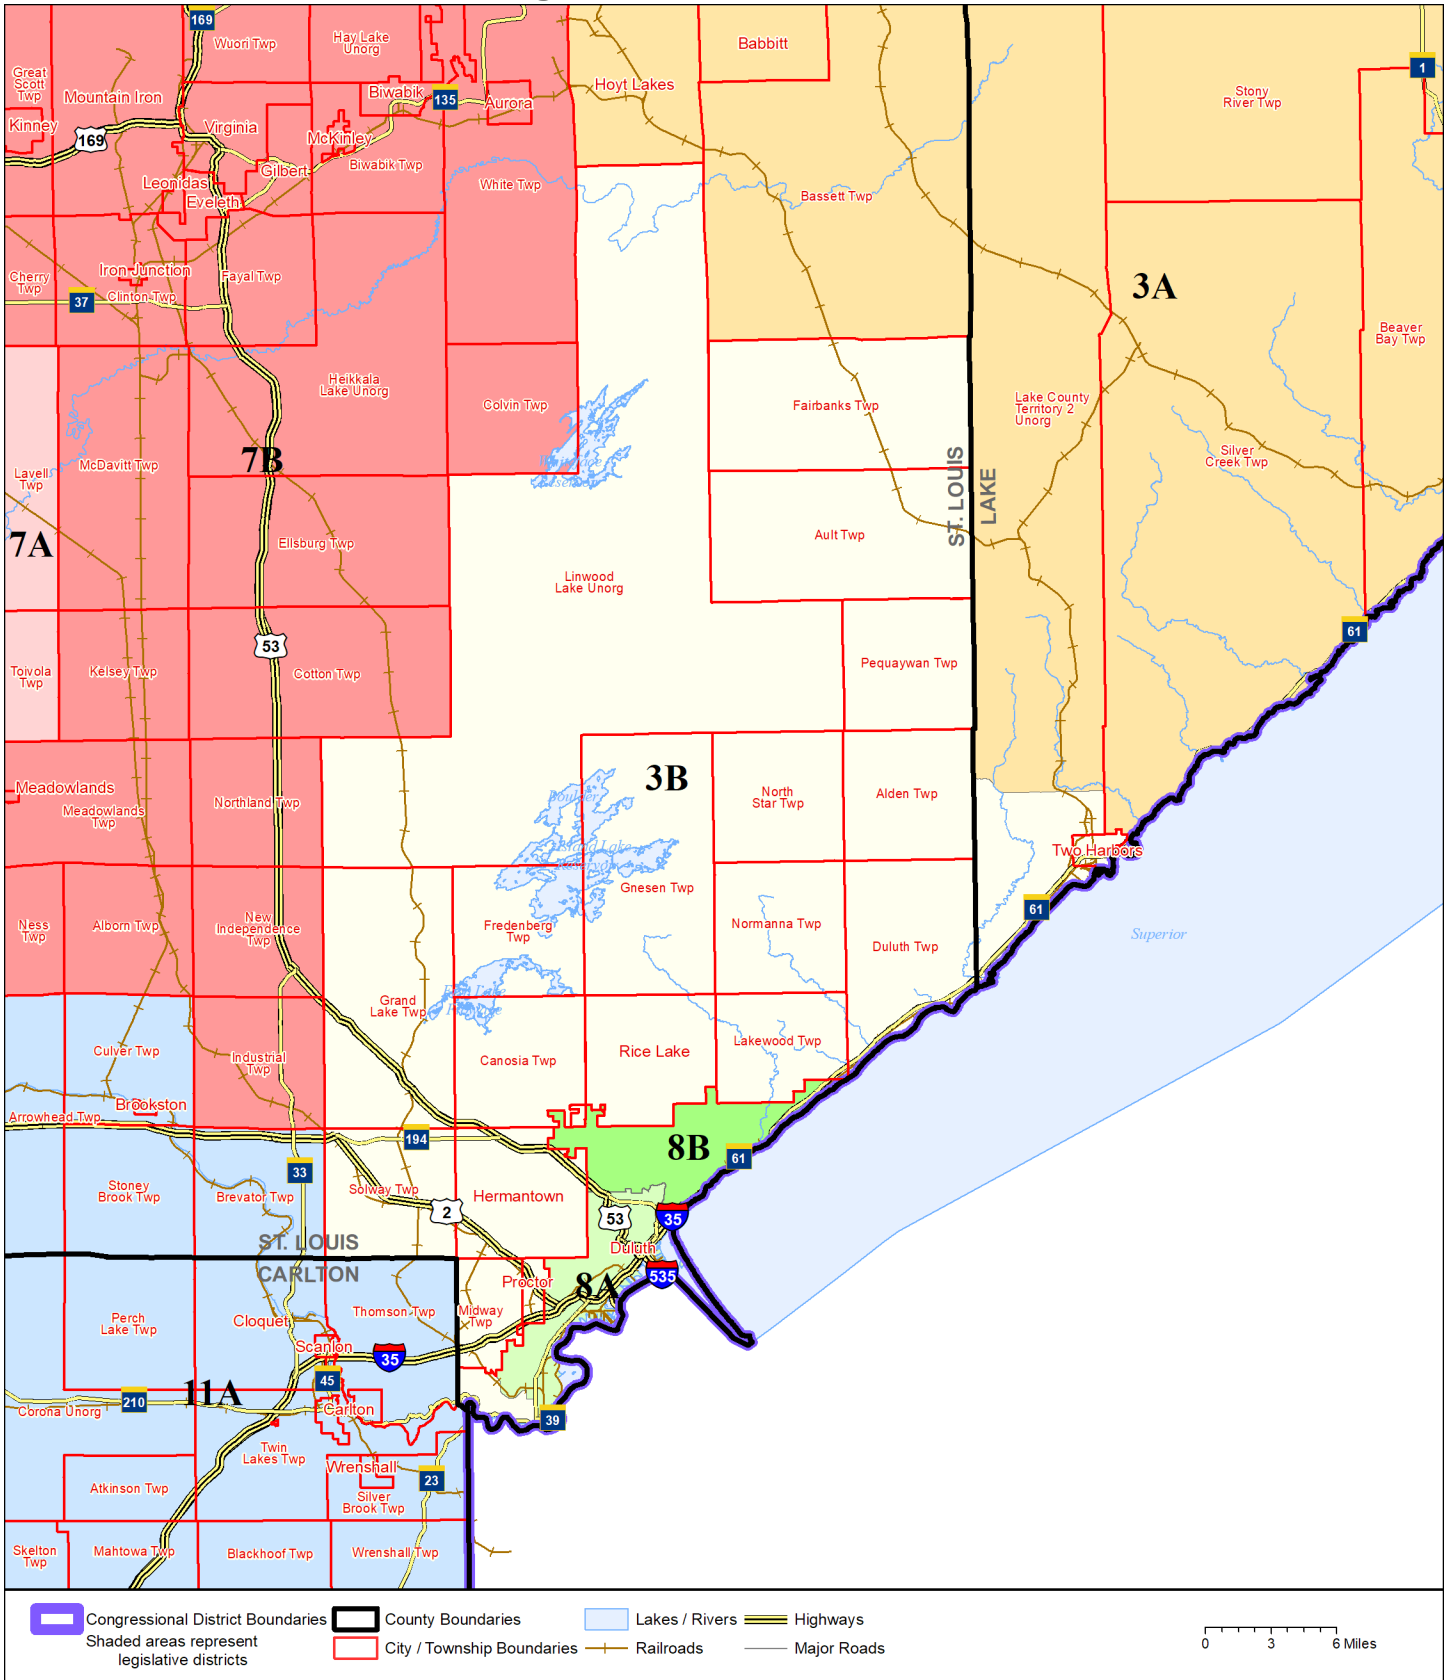 169
Wuori Twp
Hay Lake
Unorg
Babbitt
Great
Scott
Twp
Mountain Iron
Biwabik
135
Aurora
Hoyt Lakes
Stony
River Twp
1
Kinney
169
Virginia
McKinley
Gilbert
Biwabik Twp
Leonidas
Eveleth
White Twp
Bassett Twp
Cherry
Twp
Iron Junction
Clinton Twp
Fayal Twp
37
3A
Beaver
Bay Twp
Heikkala
Lake Unorg
Colvin Twp
Fairbanks Twp
Lake County
Territory 2
Unorg
Lavell
Twp
McDavitt Twp
7B
Silver
Creek Twp
ST. LOUIS
LAKE
7A
Ellsburg Twp
Ault Twp
Linwood
Lake Unorg
61
53
Toivola
Twp
Kelsey Twp
Cotton Twp
Pequaywan Twp
Meadowlands
Meadowlands
Twp
Northland Twp
3B
Boulder
North
Star Twp
Alden Twp
Island Lake
Reservoir
Two Harbors
Gnesen Twp
61
Ness
Twp
Alborn Twp
New
Independence
Twp
Fredenberg
Twp
Normanna Twp
Duluth Twp
Superior
Grand
Lake Twp
Culver Twp
Industrial
Twp
Canosia Twp
Rice Lake
Lakewood Twp
Brookston
Arrowhead Twp
194
8B
61
33
Stoney
Brook Twp
Brevator Twp
Solway Twp
Hermantown
2
53
35
ST. LOUIS
CARLTON
Duluth
535
Proctor
8A
Perch
Lake Twp
Cloquet
Thomson Twp
Midway
Twp
Scanlon
35
45
11A
210
Corona Unorg
Carlton
39
Twin
Lakes Twp
Wrenshall
23
Atkinson Twp
Silver
Brook Twp
Skelton
Twp
Mahtowa Twp
Blackhoof Twp
Wrenshall Twp
Congressional District Boundaries
County Boundaries
Lakes / Rivers
Highways
Shaded areas represent
legislative districts
City / Township Boundaries
Railroads
Major Roads
0 3 6 Miles